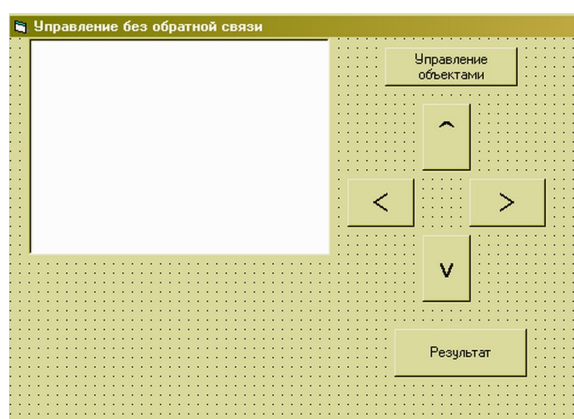 Управление без обратной связи
Управление
объектами
^
<
>
v
Результат